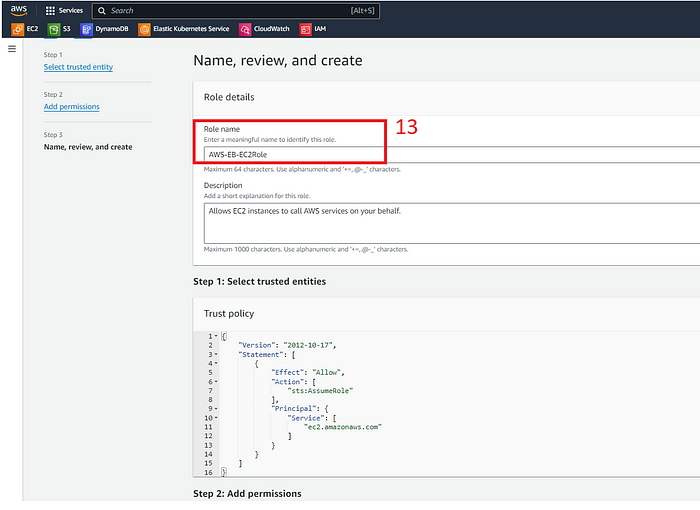 aws
Services
Search
[Alt+S]
EC2
S3
DynamoDB
Elastic Kubernetes Service
CloudWatch
IAM
Step 1
Select trusted entity
Step 2
Add permissions
Step 3
Name, review, and create
Name, review, and create
Role details
Role name
Enter a meaningful name to identify this role.
AWS-EB-EC2Role
13
Maximum 64 characters. Use alphanumeric and '+=,.@-_' characters.
Description
Add a short explanation for this role.
Allows EC2 instances to call AWS services on your behalf.
Maximum 1000 characters. Use alphanumeric and '+=,.@-_' characters.
Step 1: Select trusted entities
Trust policy
1 {
2 "Version": "2012-10-17",
3 "Statement": [
4 {
5 "Effect": "Allow",
6 "Action": [
7 "sts:AssumeRole"
8 ],
9 "Principal": {
10 "Service": [
11 "ec2.amazonaws.com"
12 ]
13 }
14 }
15 ]
16 }
Step 2: Add permissions